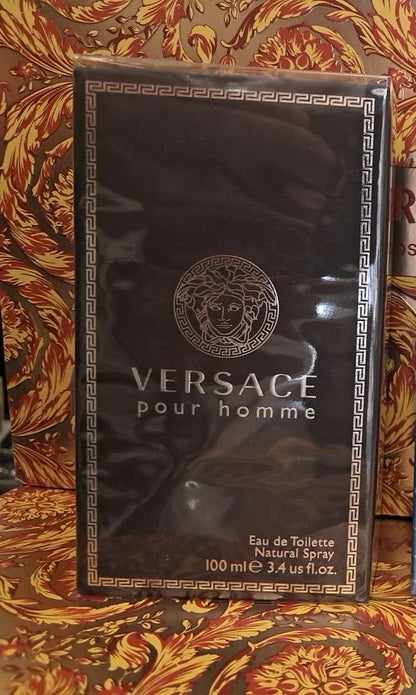 VERSACE
pour homme
Eau de Toilette
Natural Spray
100 ml ℮ 3.4 us fl.oz.